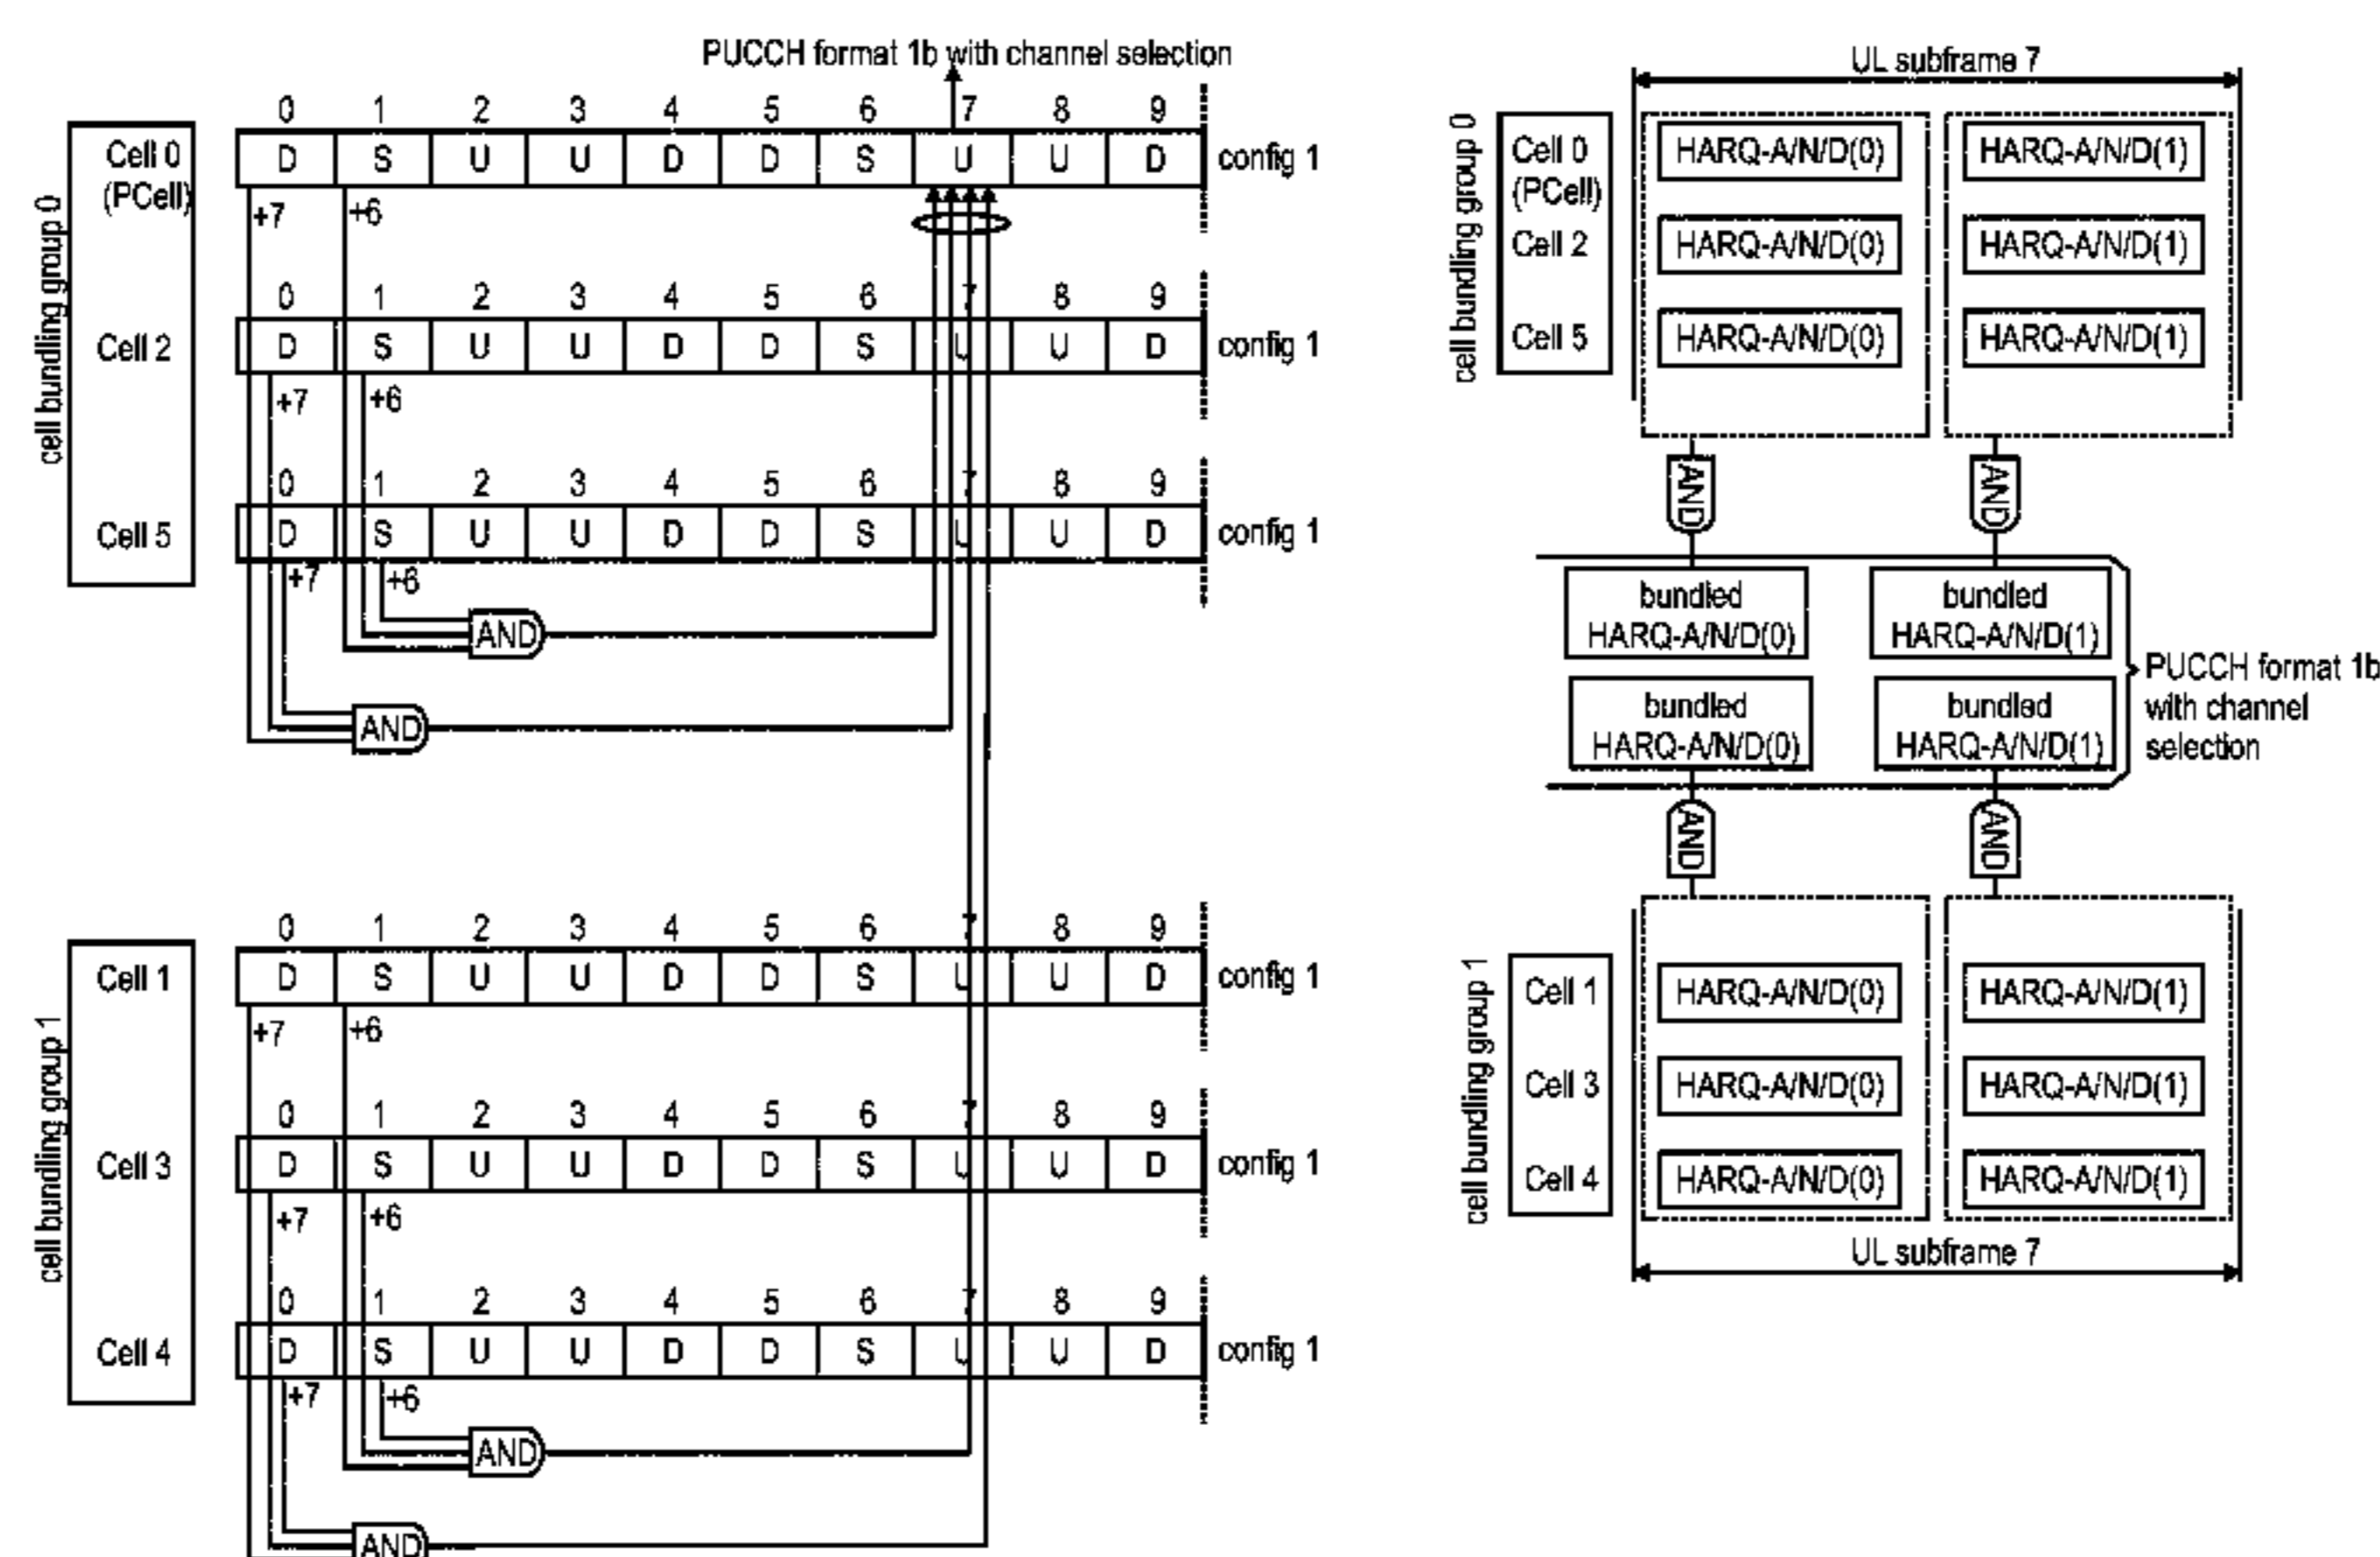 PUCCH format 1b with channel selection
0 1 2 3 4 5 6 7 8 9
cell bundling group 0
Cell 0
(PCell)
D S U U D D S U U D config 1
+7 +6
0 1 2 3 4 5 6 7 8 9
Cell 2
D S U U D D S U U D config 1
+7 +6
0 1 2 3 4 5 6 7 8 9
Cell 5
D S U U D D S U U D config 1
+7 +6
AND
AND
0 1 2 3 4 5 6 7 8 9
cell bundling group 1
Cell 1
D S U U D D S U U D config 1
+7 +6
0 1 2 3 4 5 6 7 8 9
Cell 3
D S U U D D S U U D config 1
+7 +6
0 1 2 3 4 5 6 7 8 9
Cell 4
D S U U D D S U U D config 1
+7 +6
AND
AND
UL subframe 7
cell bundling group 0
Cell 0
(PCell)
HARQ-A/N/D(0) HARQ-A/N/D(1)
Cell 2
HARQ-A/N/D(0) HARQ-A/N/D(1)
Cell 5
HARQ-A/N/D(0) HARQ-A/N/D(1)
AND AND
bundled
HARQ-A/N/D(0)
bundled
HARQ-A/N/D(1)
bundled
HARQ-A/N/D(0)
bundled
HARQ-A/N/D(1)
PUCCH format 1b
with channel
selection
AND AND
cell bundling group 1
Cell 1
HARQ-A/N/D(0) HARQ-A/N/D(1)
Cell 3
HARQ-A/N/D(0) HARQ-A/N/D(1)
Cell 4
HARQ-A/N/D(0) HARQ-A/N/D(1)
UL subframe 7